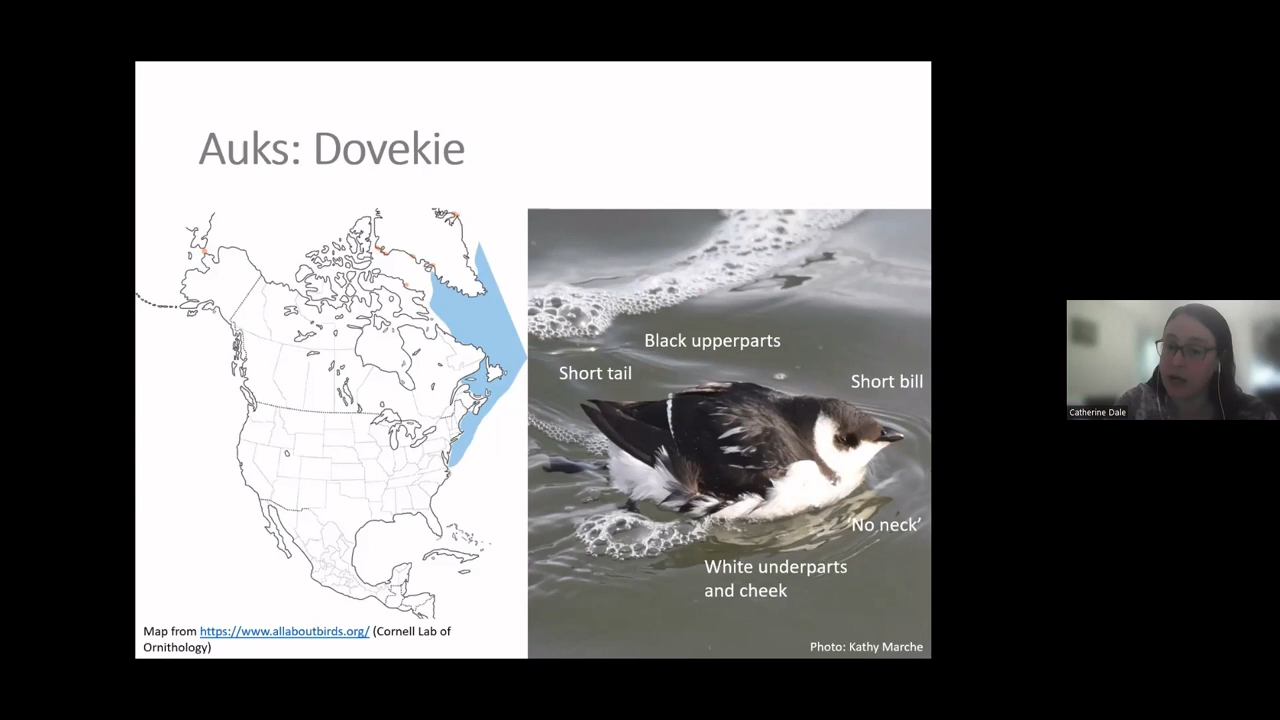 Auks: Dovekie
Black upperparts
Short tail
Short bill
'No neck'
White underparts
and cheek
Map from https://www.allaboutbirds.org/ (Cornell Lab of
Ornithology)
Photo: Kathy Marche
Catherine Dale